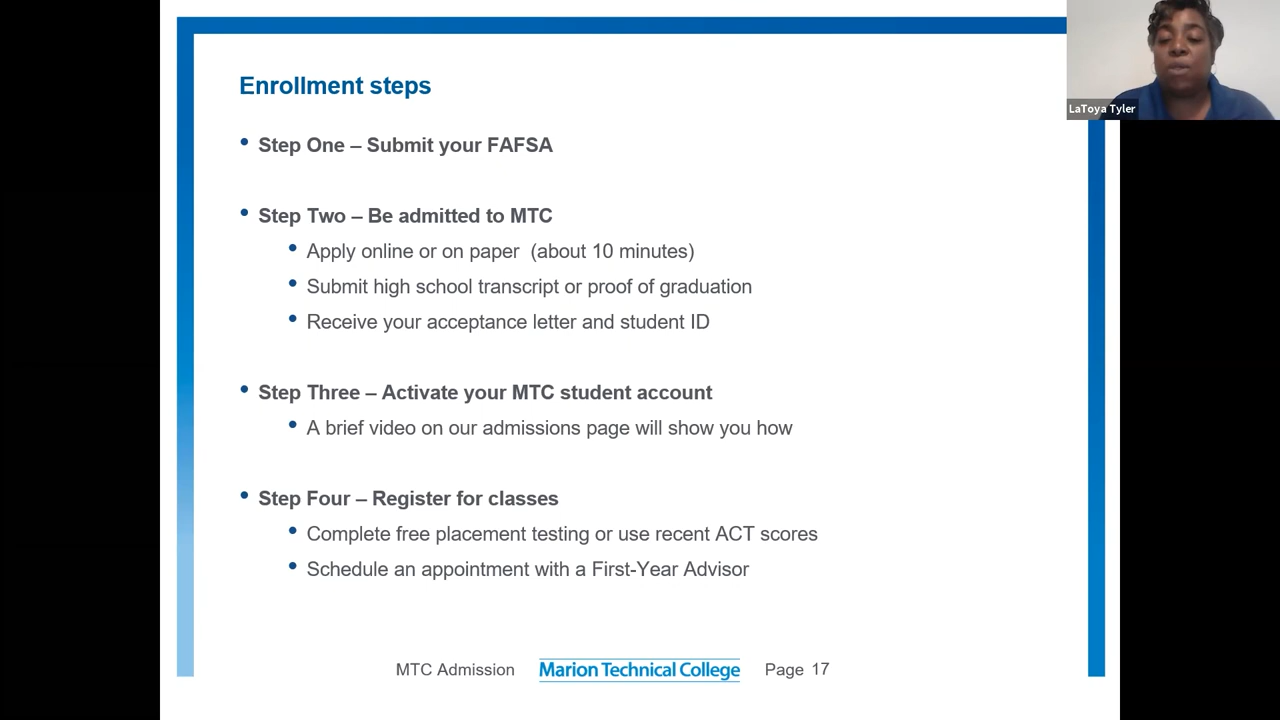 LaToya Tyler
Enrollment steps
• Step One – Submit your FAFSA
• Step Two – Be admitted to MTC
• Apply online or on paper (about 10 minutes)
• Submit high school transcript or proof of graduation
• Receive your acceptance letter and student ID
• Step Three – Activate your MTC student account
• A brief video on our admissions page will show you how
• Step Four – Register for classes
• Complete free placement testing or use recent ACT scores
• Schedule an appointment with a First-Year Advisor
MTC Admission Marion Technical College Page 17